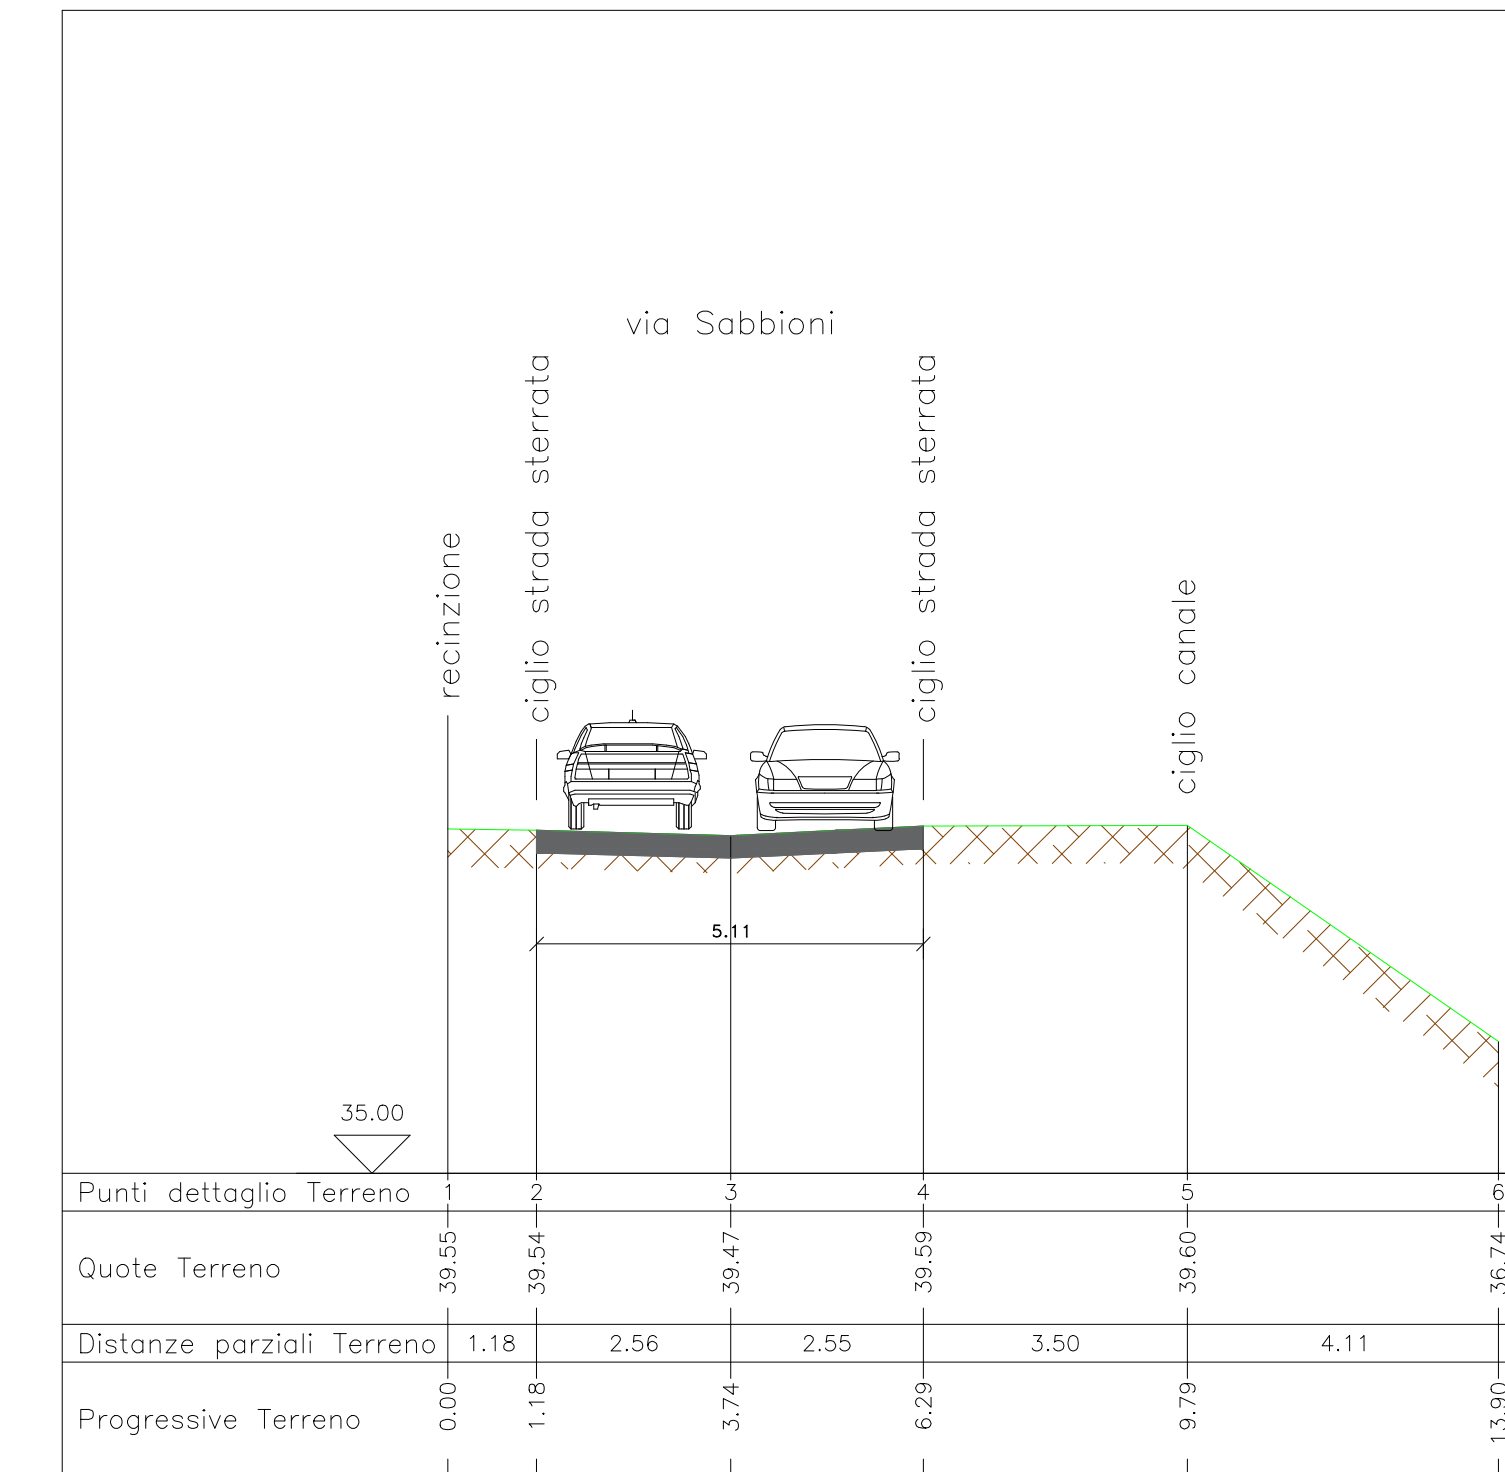 via Sabbioni
recinzione
ciglio strada sterrata
ciglio strada sterrata
ciglio canale
5.11
35.00
Punti dettaglio Terreno 1 2 3 4 5 6
Quote Terreno 39.55 39.54 39.47 39.59 39.60 36.74
Distanze parziali Terreno 1.18 2.56 2.55 3.50 4.11
Progressive Terreno 0.00 1.18 3.74 6.29 9.79 13.90